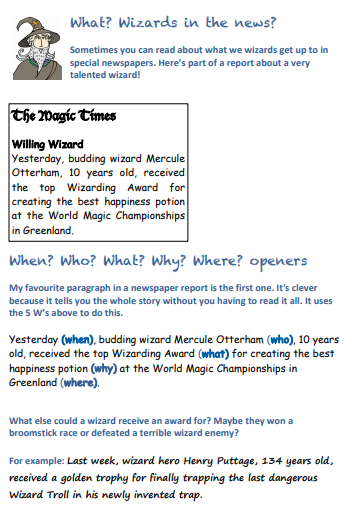 What? Wizards in the news?
Sometimes you can read about what we wizards get up to in
special newspapers. Here's part of a report about a very
talented wizard!
The Magic Times
Willing Wizard
Yesterday, budding wizard Mercule
Otterham, 10 years old, received
the top Wizarding Award for
creating the best happiness potion
at the World Magic Championships
in Greenland.
When? Who? What? Why? Where? openers
My favourite paragraph in a newspaper report is the first one. It's clever
because it tells you the whole story without you having to read it all. It uses
the 5 W's above to do this.
Yesterday (when), budding wizard Mercule Otterham (who), 10 years
old, received the top Wizarding Award (what) for creating the best
happiness potion (why) at the World Magic Championships in
Greenland (where).
What else could a wizard receive an award for? Maybe they won a
broomstick race or defeated a terrible wizard enemy?
For example: Last week, wizard hero Henry Puttage, 134 years old,
received a golden trophy for finally trapping the last dangerous
Wizard Troll in his newly invented trap.